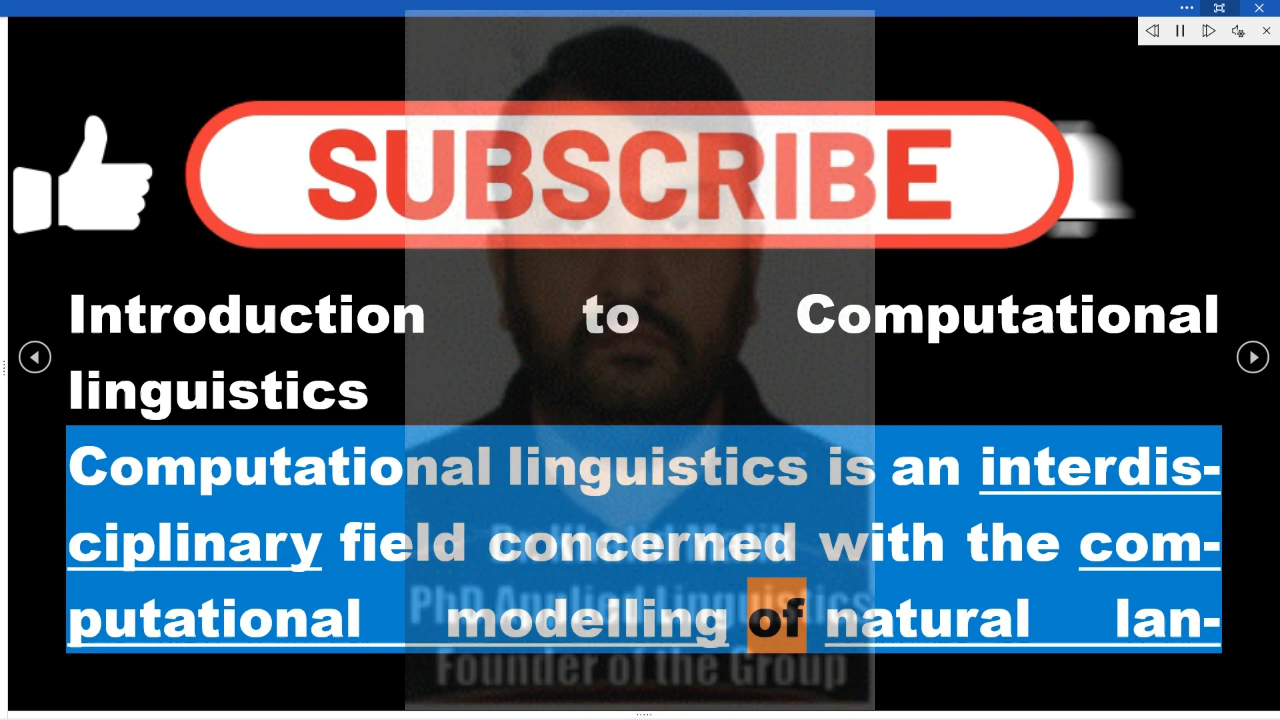 SUBSCRIBE
Introduction to Computational
linguistics
Computational linguistics is an interdis-
ciplinary field concerned with the com-
putational modelling of natural lan-
PhD Applied Linguistics
Founder of the Group